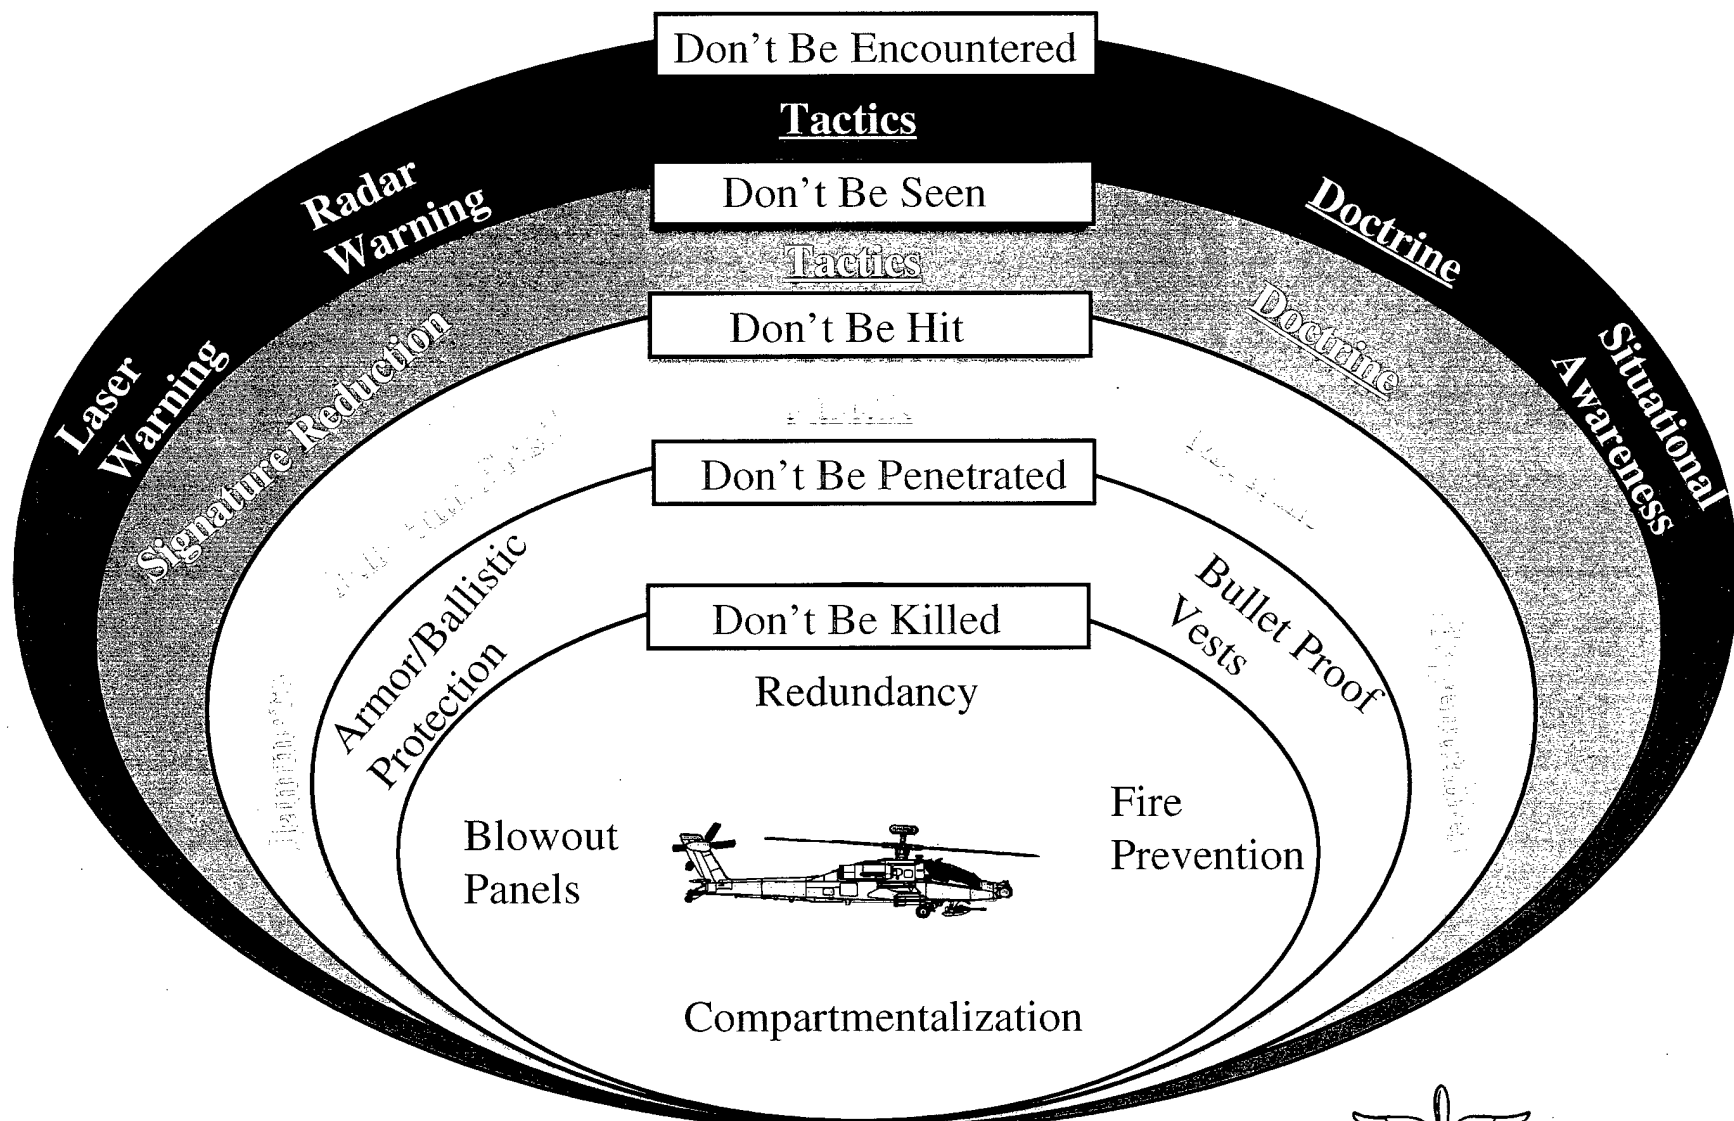 Don't Be Encountered
Tactics
Radar
Warning
Laser
Warning
Doctrine
Situational
Awareness
Don't Be Seen
Tactics
Signature Reduction
Doctrine
Don't Be Hit
Don't Be Penetrated
Armor/Ballistic
Protection
Bullet Proof
Vests
Don't Be Killed
Redundancy
Blowout
Panels
Fire
Prevention
Compartmentalization